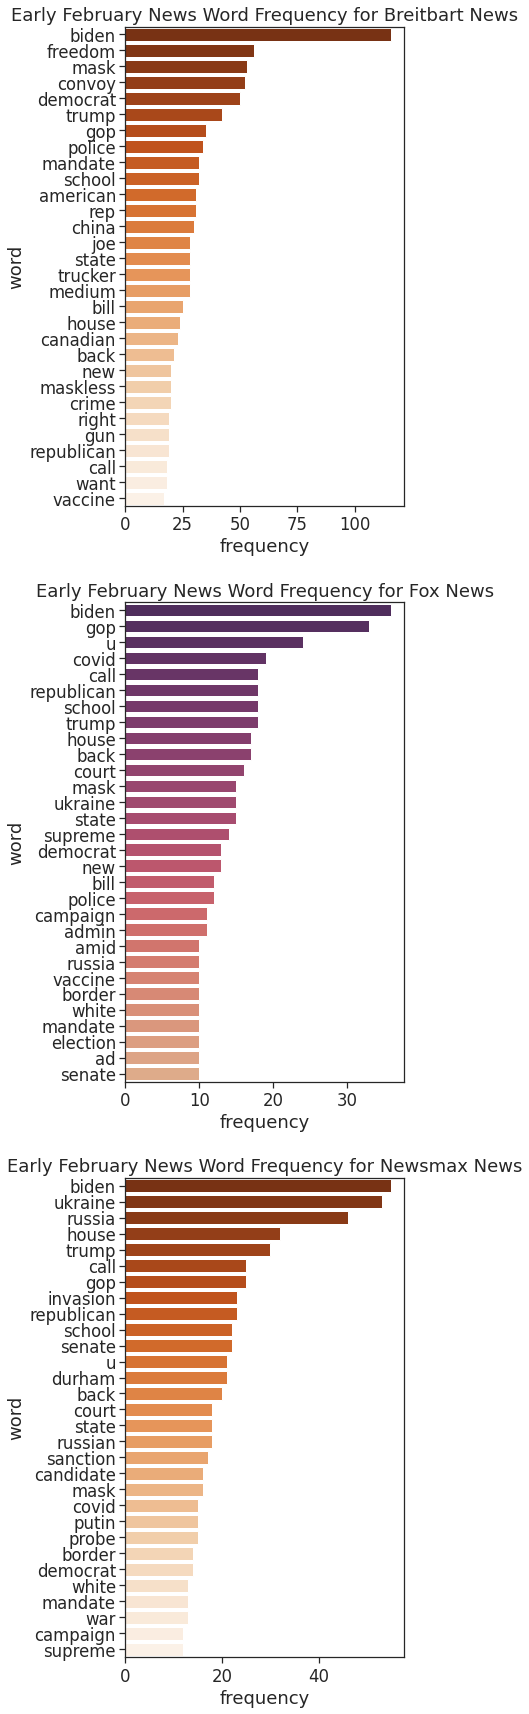 Early February News Word Frequency for Breitbart News
biden
freedom
mask
convoy
democrat
trump
gop
police
mandate
school
american
rep
china
joe
state
trucker
medium
bill
house
canadian
back
new
maskless
crime
right
gun
republican
call
want
vaccine
word
0 25 50 75 100
frequency
Early February News Word Frequency for Fox News
biden
gop
u
covid
call
republican
school
trump
house
back
court
mask
ukraine
state
supreme
democrat
new
bill
police
campaign
admin
amid
russia
vaccine
border
white
mandate
election
ad
senate
word
0 10 20 30
frequency
Early February News Word Frequency for Newsmax News
biden
ukraine
russia
house
trump
call
gop
invasion
republican
school
senate
u
durham
back
court
state
russian
sanction
candidate
mask
covid
putin
probe
border
democrat
white
mandate
war
campaign
supreme
word
0 20 40
frequency